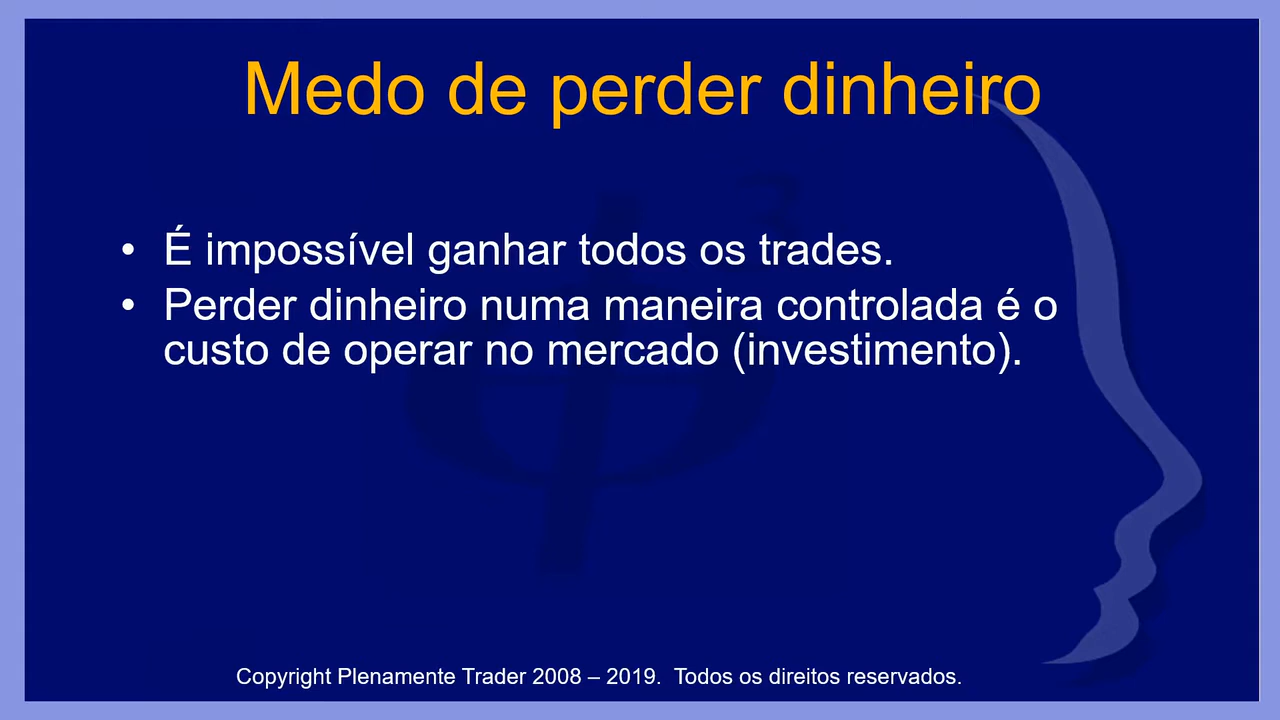 Medo de perder dinheiro
• É impossível ganhar todos os trades.
• Perder dinheiro numa maneira controlada é o
custo de operar no mercado (investimento).
Copyright Plenamente Trader 2008 – 2019.  Todos os direitos reservados.